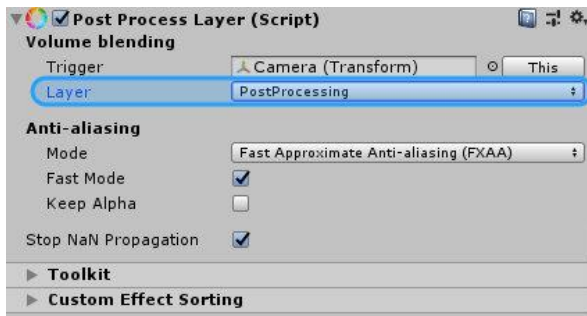 Post Process Layer (Script)
Volume blending
Trigger Camera (Transform) This
Layer PostProcessing
Anti-aliasing
Mode Fast Approximate Anti-aliasing (FXAA)
Fast Mode
Keep Alpha
Stop NaN Propagation
Toolkit
Custom Effect Sorting